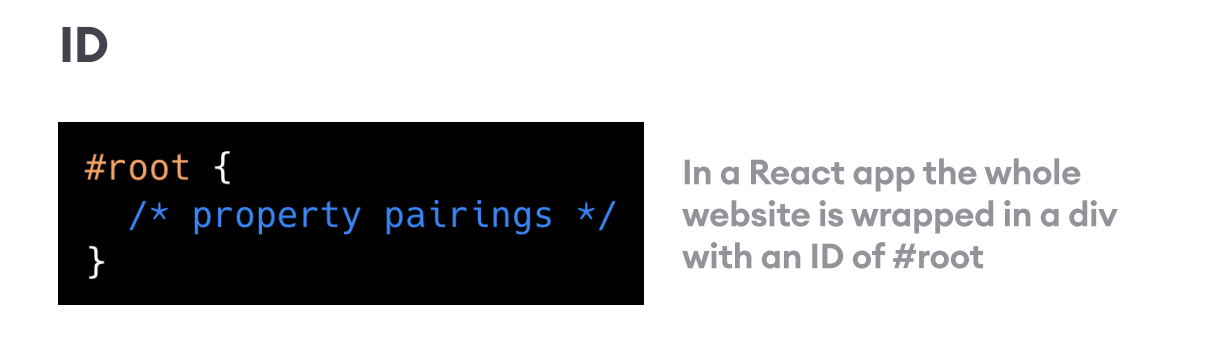 ID
#root {
/* property pairings */
}
In a React app the whole
website is wrapped in a div
with an ID of #root